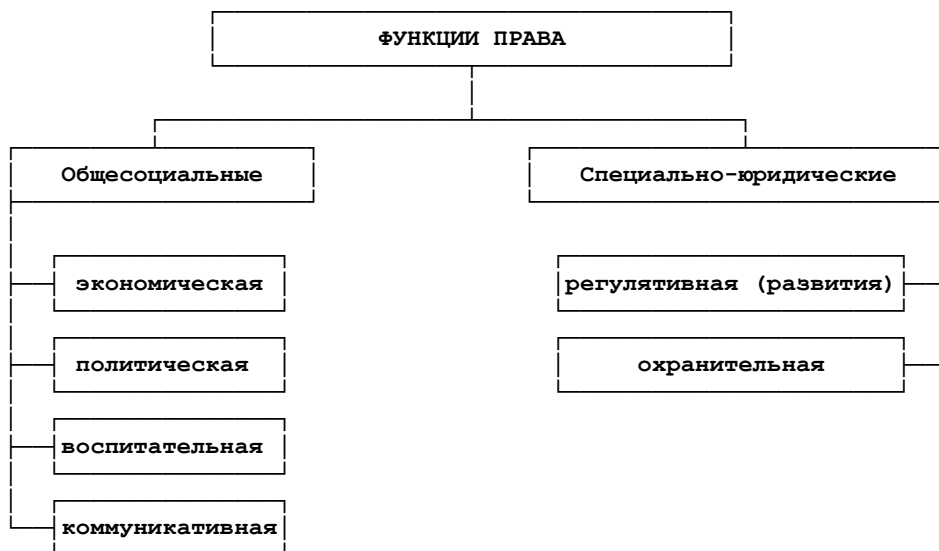 ФУНКЦИИ ПРАВА
Общесоциальные
Специально-юридические
экономическая
регулятивная (развития)
политическая
охранительная
воспитательная
коммуникативная